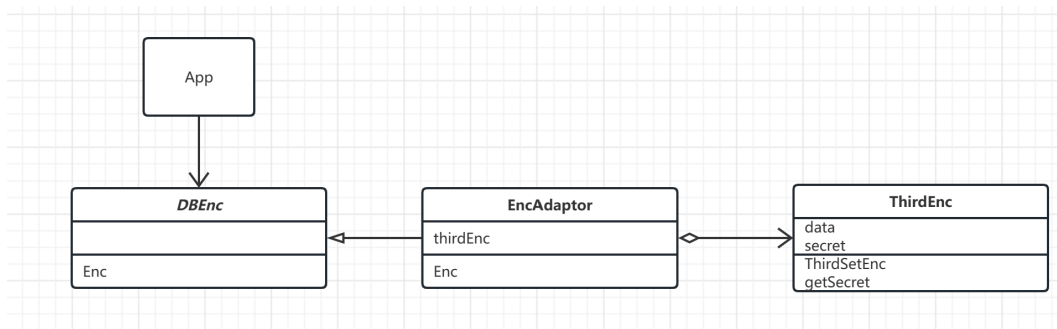 App
DBEnc
Enc
EncAdaptor
thirdEnc
Enc
ThirdEnc
data
secret
ThirdSetEnc
getSecret